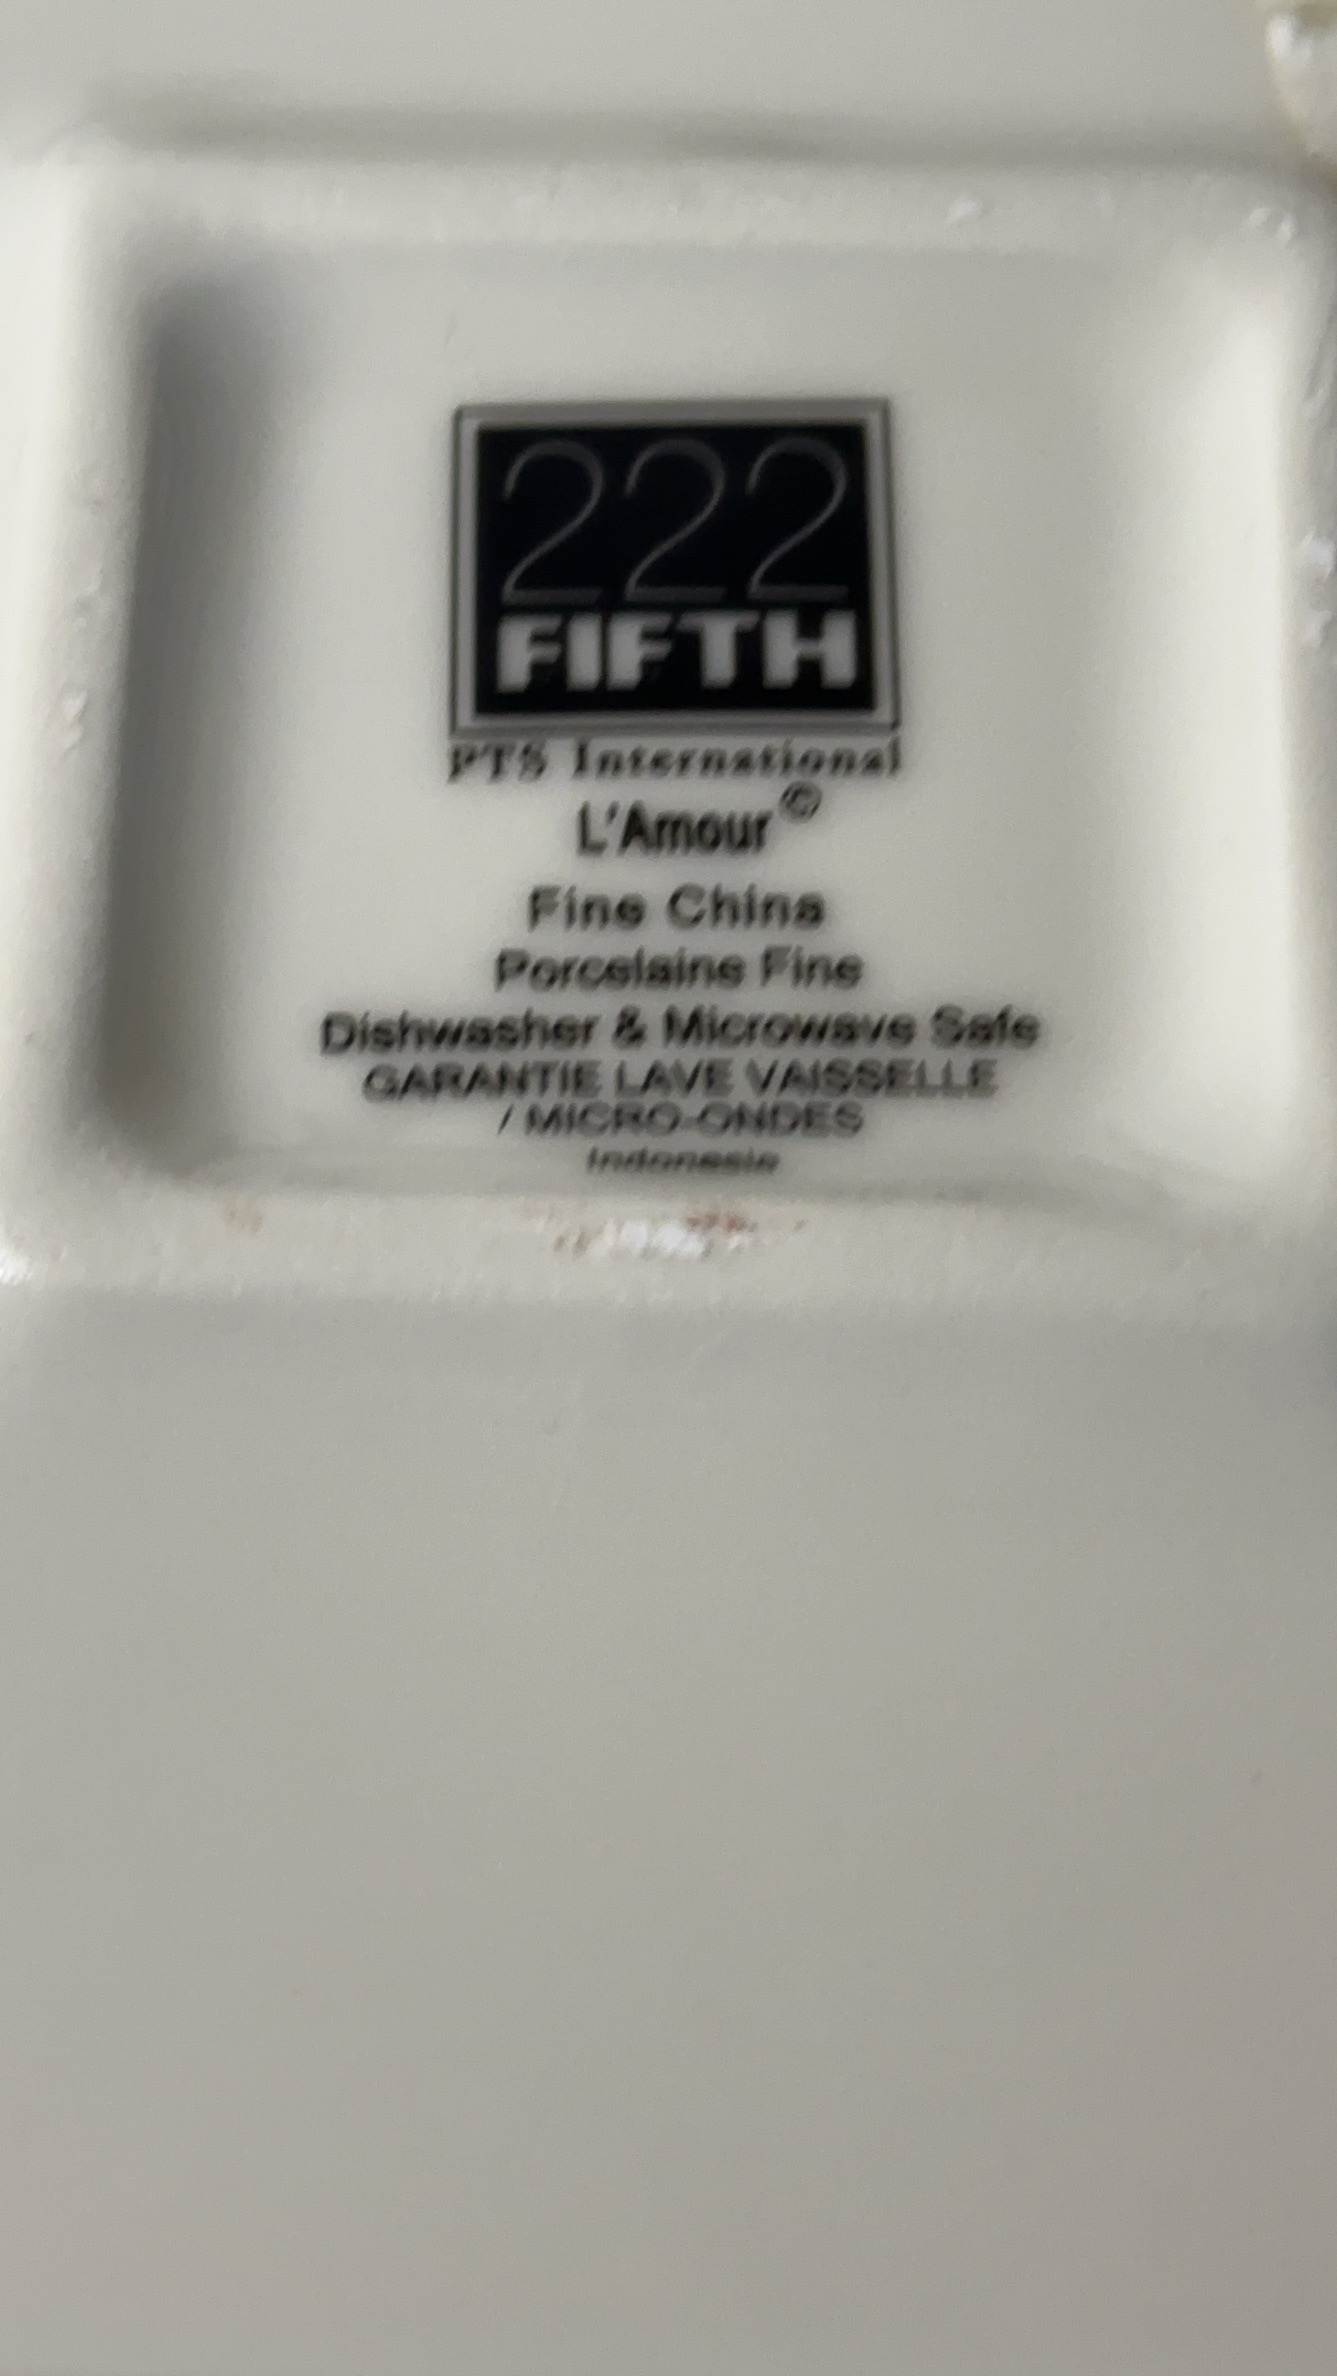 222
FIFTH
PTS International
L'Amour©
Fine China
Porcelaine Fine
Dishwasher & Microwave Safe
GARANTIE LAVE VAISSELLE
/ MICRO-ONDES
Indonesia